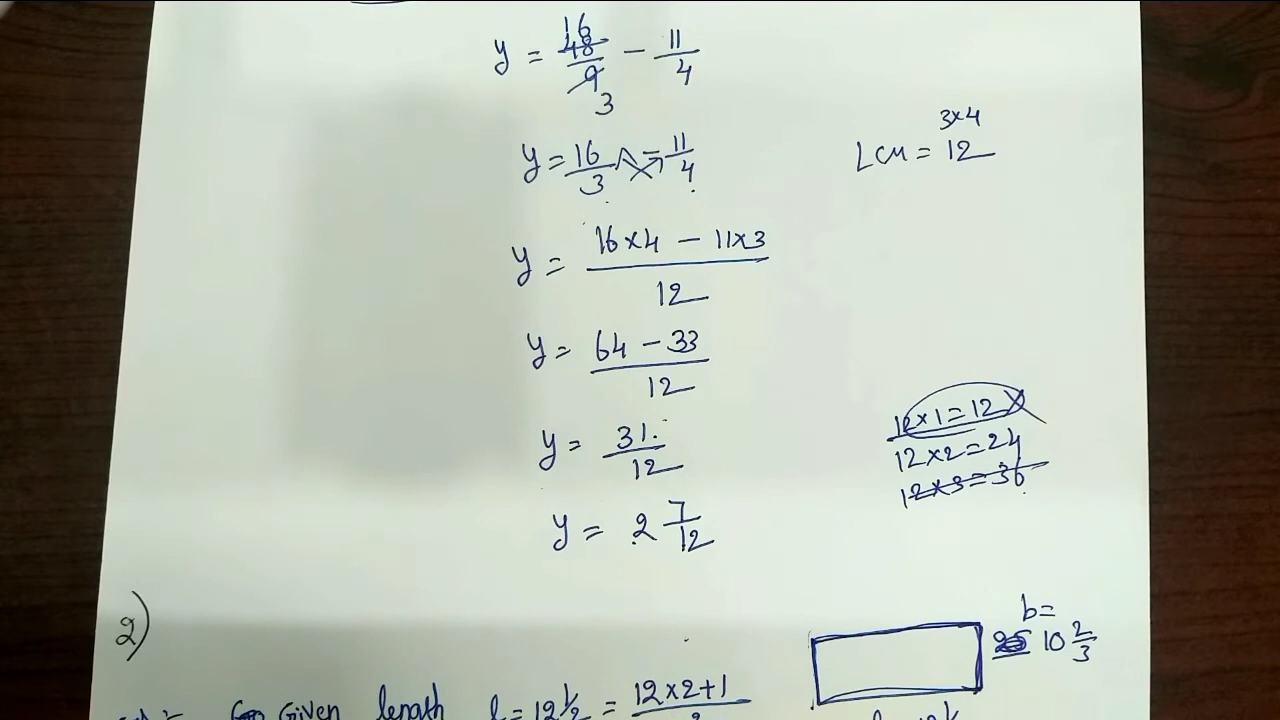 y = 48/9 16 3 - 11/4
y = 16/3 - 11/4
3×4
LCM = 12
y = 16×4 - 11×3 / 12
y = 64 - 33 / 12
y = 31/12
y = 2 7/12
12×1=12
12×2=24
12×3=36
2)
b=
10 2/3
Given length l = 12 1/2 = 12×2+1